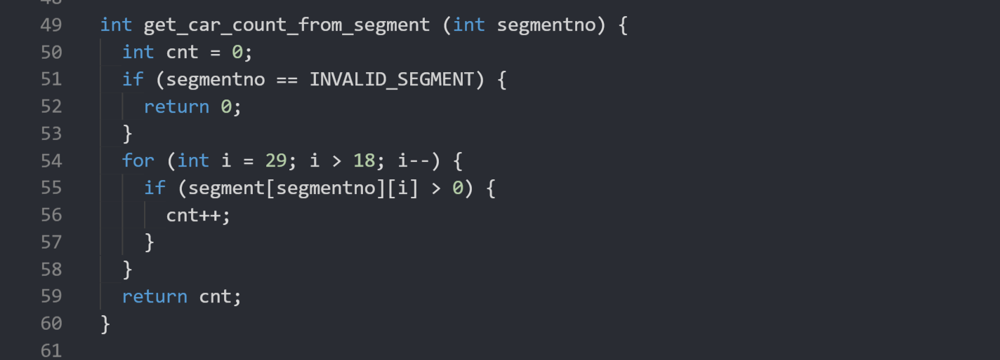 49 int get_car_count_from_segment (int segmentno) {
50 int cnt = 0;
51 if (segmentno == INVALID_SEGMENT) {
52 return 0;
53 }
54 for (int i = 29; i > 18; i--) {
55 if (segment[segmentno][i] > 0) {
56 cnt++;
57 }
58 }
59 return cnt;
60 }
61